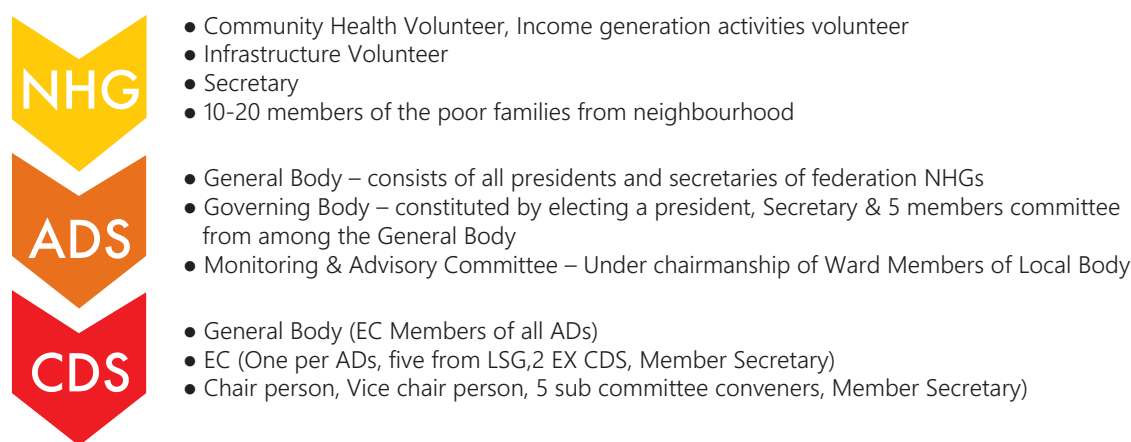 NHG
● Community Health Volunteer, Income generation activities volunteer
● Infrastructure Volunteer
● Secretary
● 10-20 members of the poor families from neighbourhood
ADS
● General Body – consists of all presidents and secretaries of federation NHGs
● Governing Body – constituted by electing a president, Secretary & 5 members committee
from among the General Body
● Monitoring & Advisory Committee – Under chairmanship of Ward Members of Local Body
CDS
● General Body (EC Members of all ADs)
● EC (One per ADs, five from LSG,2 EX CDS, Member Secretary)
● Chair person, Vice chair person, 5 sub committee conveners, Member Secretary)